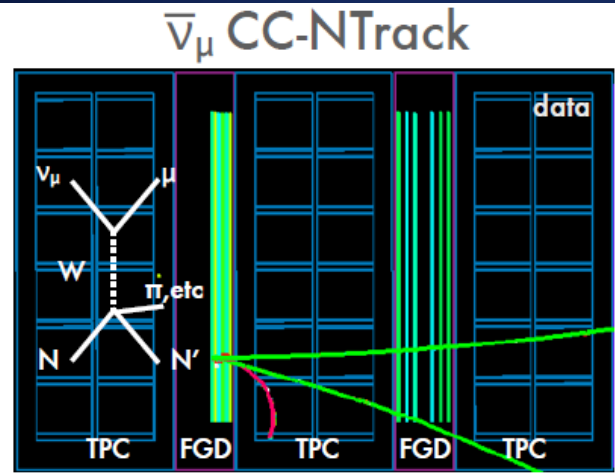 ν̅μ CC-NTrack
data
νμ μ
W
π,etc
N N'
TPC FGD TPC FGD TPC